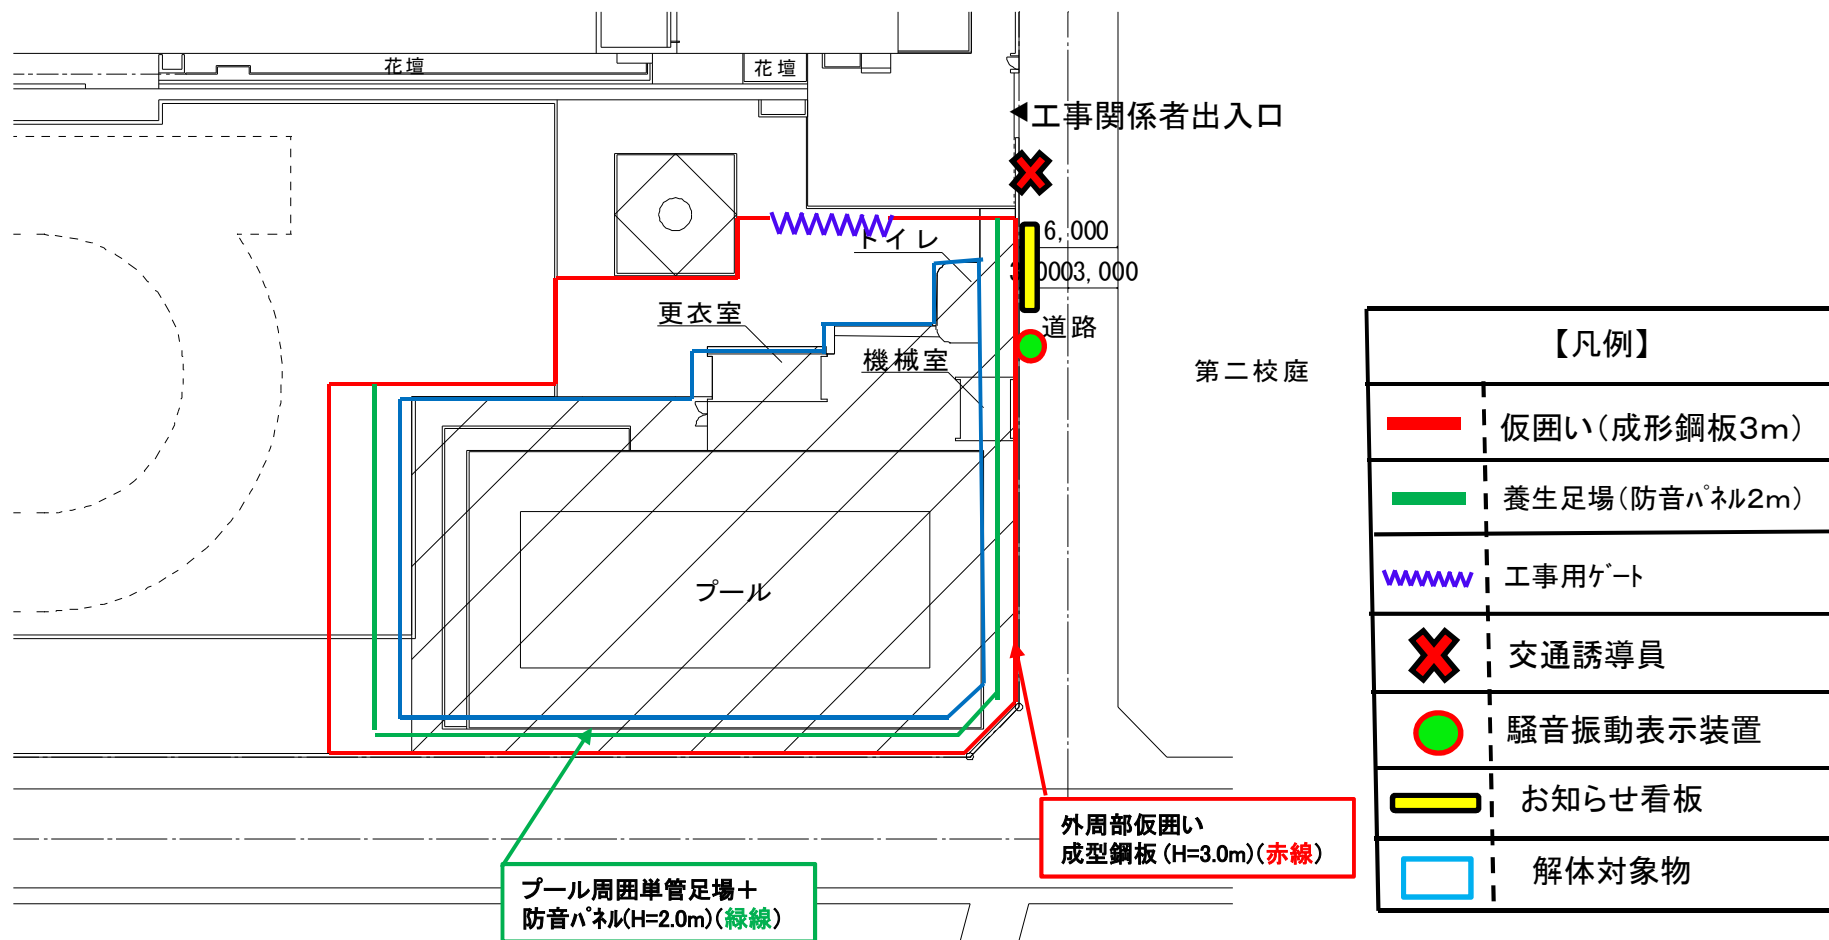 花壇
花壇
工事関係者出入口
6,000
トイレ
3,000
3,000
更衣室
道路
機械室
第二校庭
プール
【凡例】
仮囲い(成形鋼板3m)
養生足場(防音パネル2m)
工事用ゲート
交通誘導員
騒音振動表示装置
お知らせ看板
解体対象物
外周部仮囲い
成型鋼板(H=3.0m)(赤線)
プール周囲単管足場+
防音パネル(H=2.0m)(緑線)